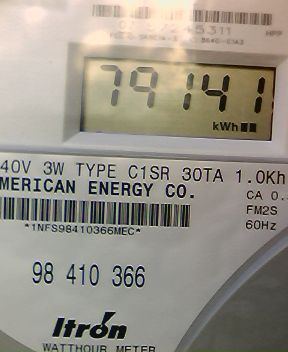 5311
79141
kWh
40V 3W TYPE C1SR 30TA 1.0Kh
MERICAN ENERGY CO.
CA 0.
FM2S
*1NFS98410366MEC*
60Hz
98 410 366
Itron
WATTHOUR METER